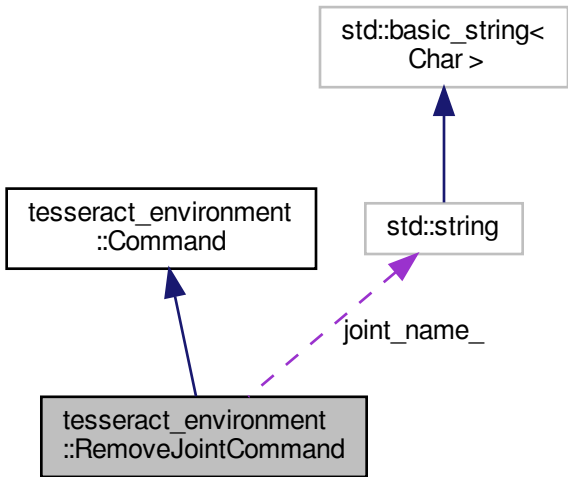 std::basic_string<
Char >
tesseract_environment
::Command
std::string
joint_name_
tesseract_environment
::RemoveJointCommand